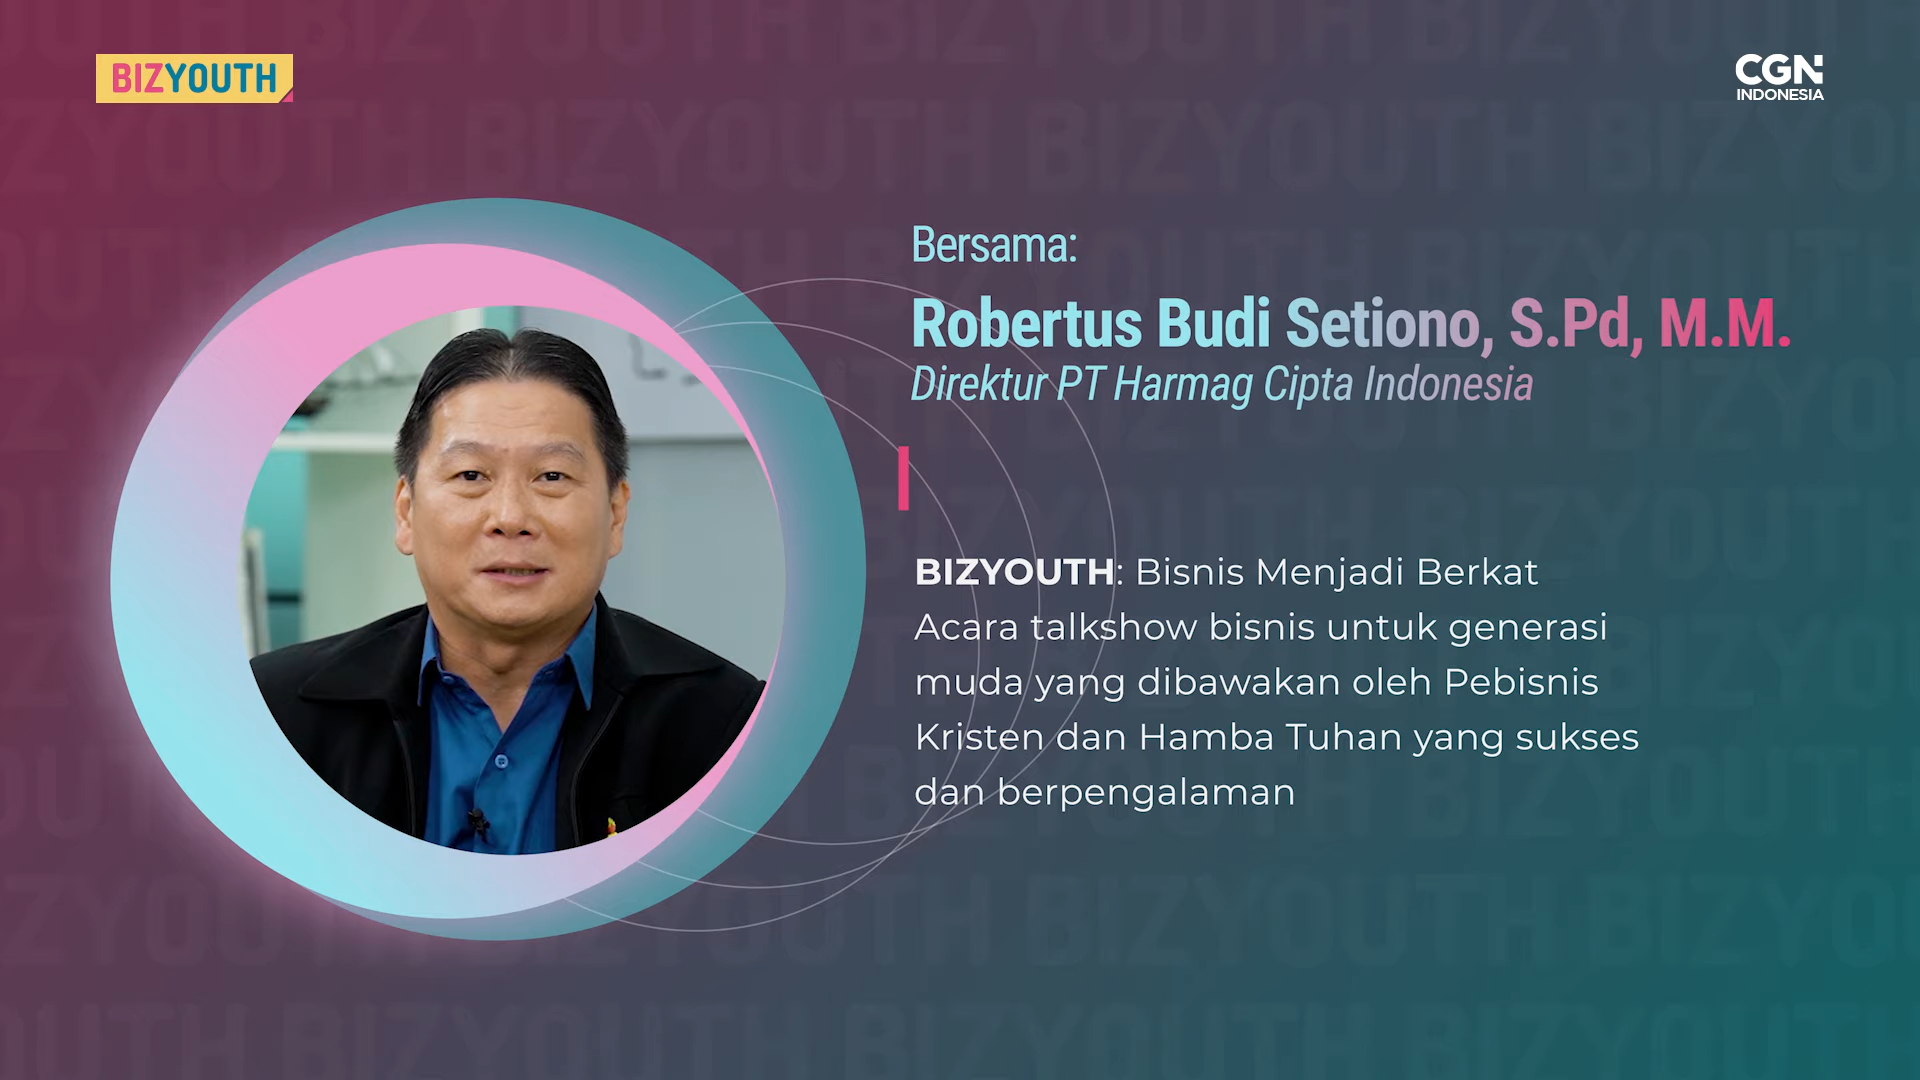 BIZYOUTH
CGN
INDONESIA
Bersama:
Robertus Budi Setiono, S.Pd, M.M.
Direktur PT Harmag Cipta Indonesia
BIZYOUTH: Bisnis Menjadi Berkat
Acara talkshow bisnis untuk generasi
muda yang dibawakan oleh Pebisnis
Kristen dan Hamba Tuhan yang sukses
dan berpengalaman